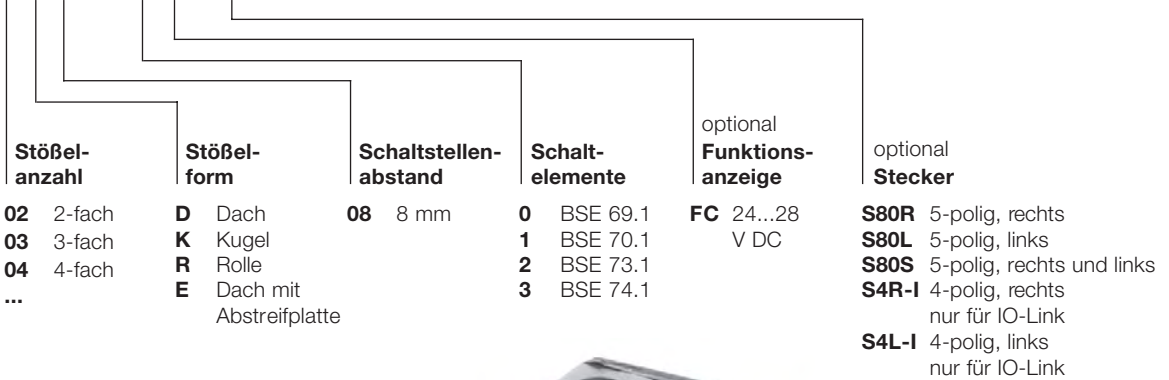 Stößel-
anzahl
02 2-fach
03 3-fach
04 4-fach
...
Stößel-
form
D Dach
K Kugel
R Rolle
E Dach mit
Abstreifplatte
Schaltstellen-
abstand
08 8 mm
Schalt-
elemente
0 BSE 69.1
1 BSE 70.1
2 BSE 73.1
3 BSE 74.1
optional
Funktions-
anzeige
FC 24...28
V DC
optional
Stecker
S80R 5-polig, rechts
S80L 5-polig, links
S80S 5-polig, rechts und links
S4R-I 4-polig, rechts
nur für IO-Link
S4L-I 4-polig, links
nur für IO-Link